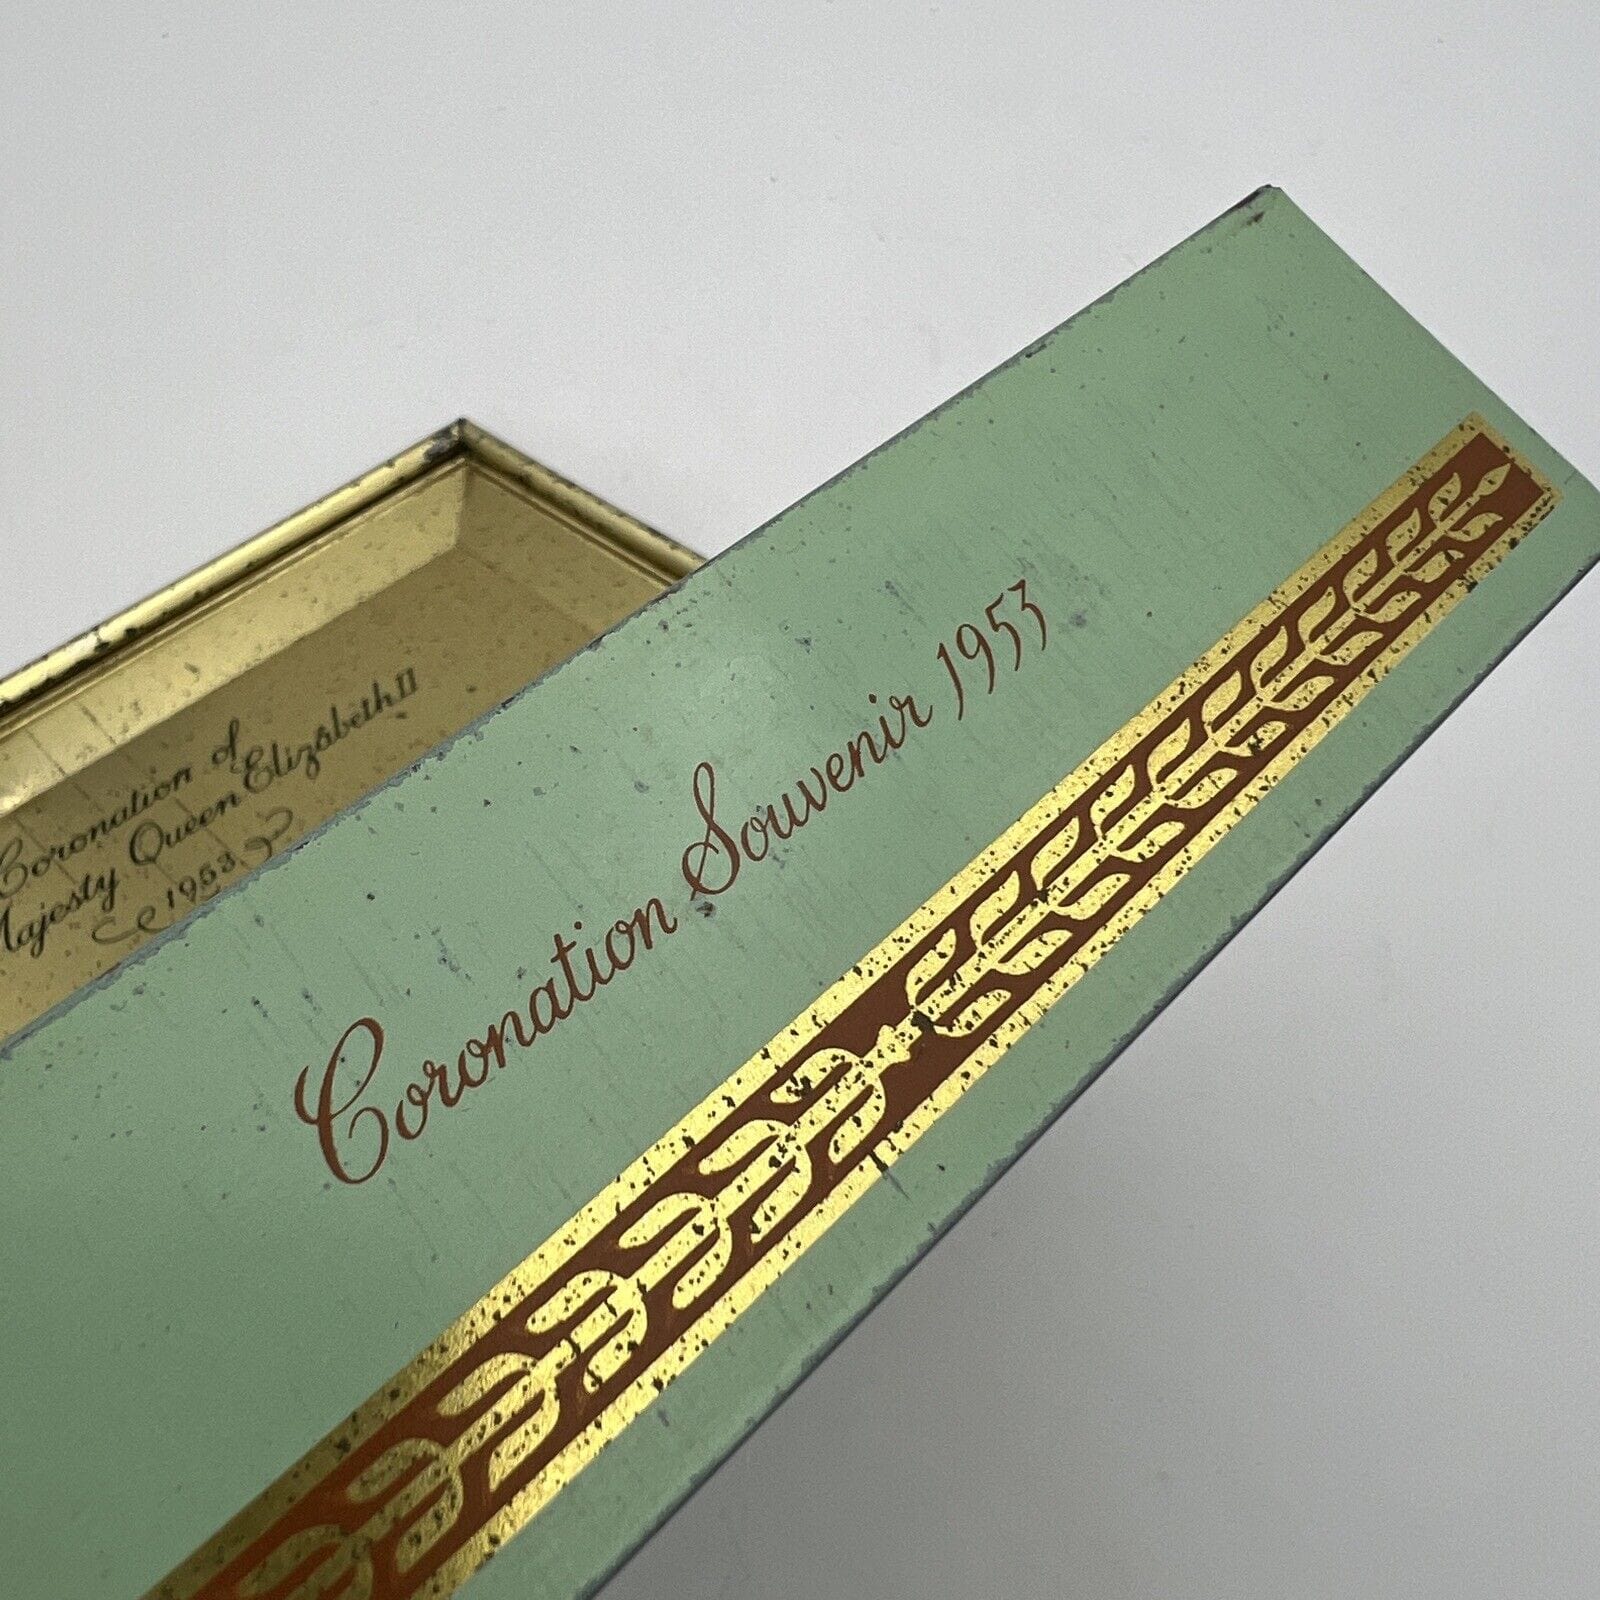 Coronation of
Majesty Queen Elizabeth II
1953
Coronation Souvenir 1953